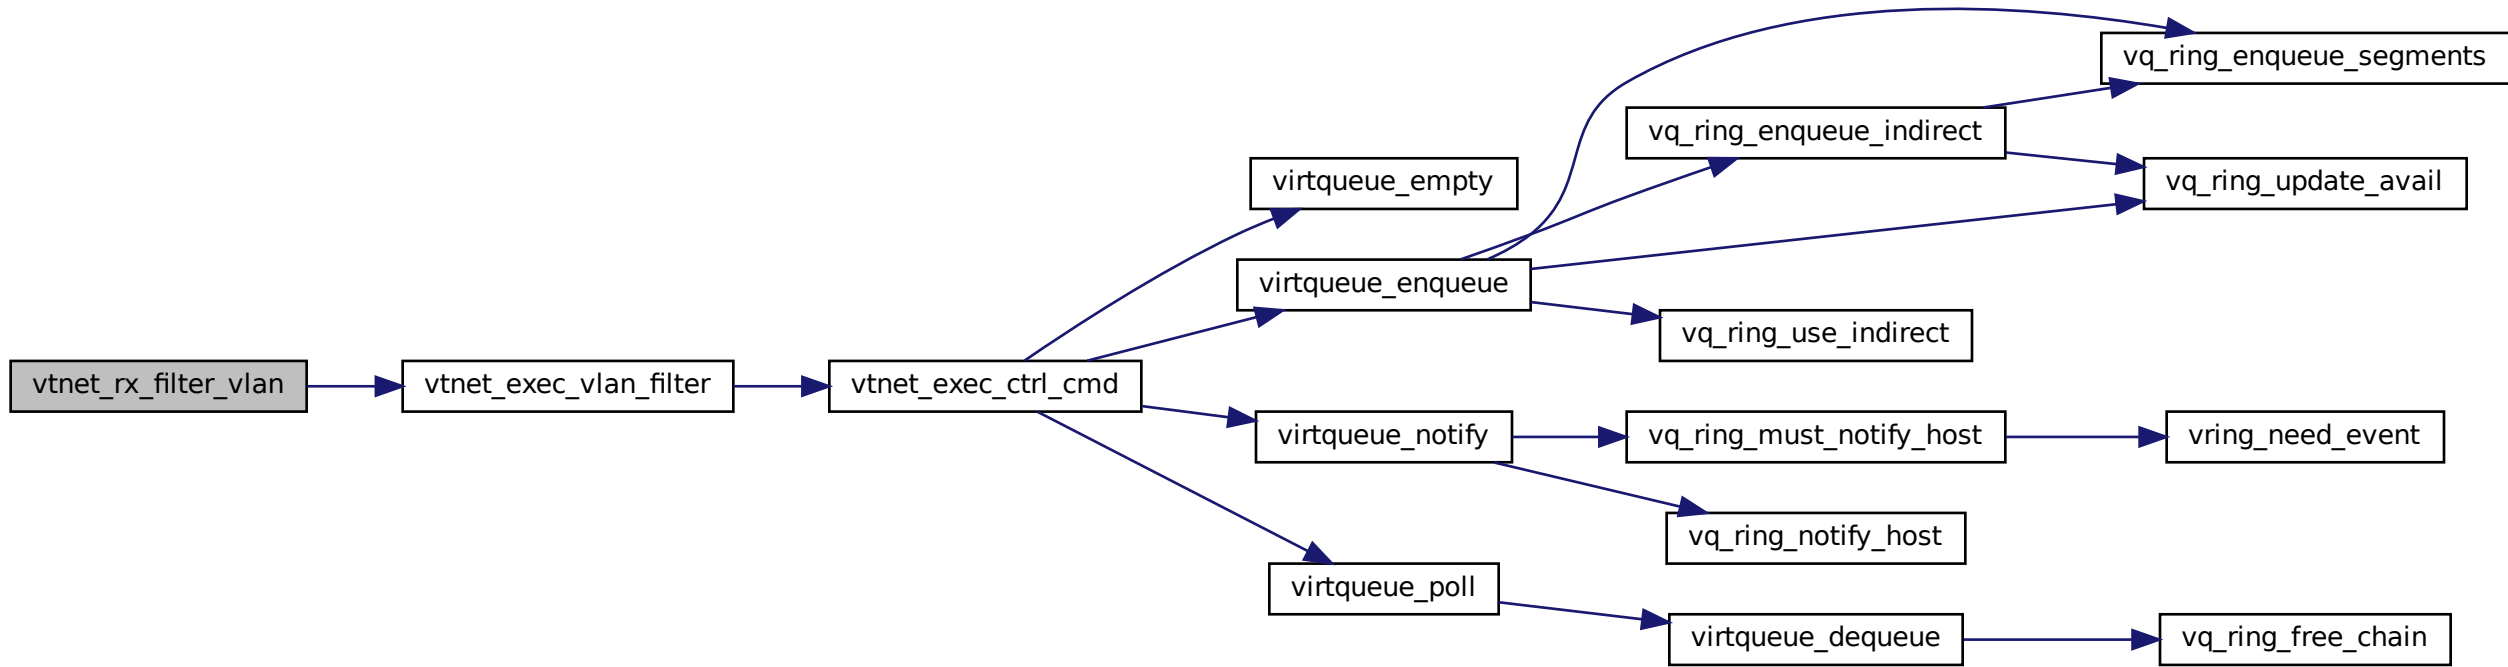 vtnet_rx_filter_vlan
vtnet_exec_vlan_filter
vtnet_exec_ctrl_cmd
virtqueue_empty
virtqueue_enqueue
virtqueue_notify
virtqueue_poll
vq_ring_enqueue_indirect
vq_ring_use_indirect
vq_ring_must_notify_host
vq_ring_notify_host
virtqueue_dequeue
vq_ring_enqueue_segments
vq_ring_update_avail
vring_need_event
vq_ring_free_chain